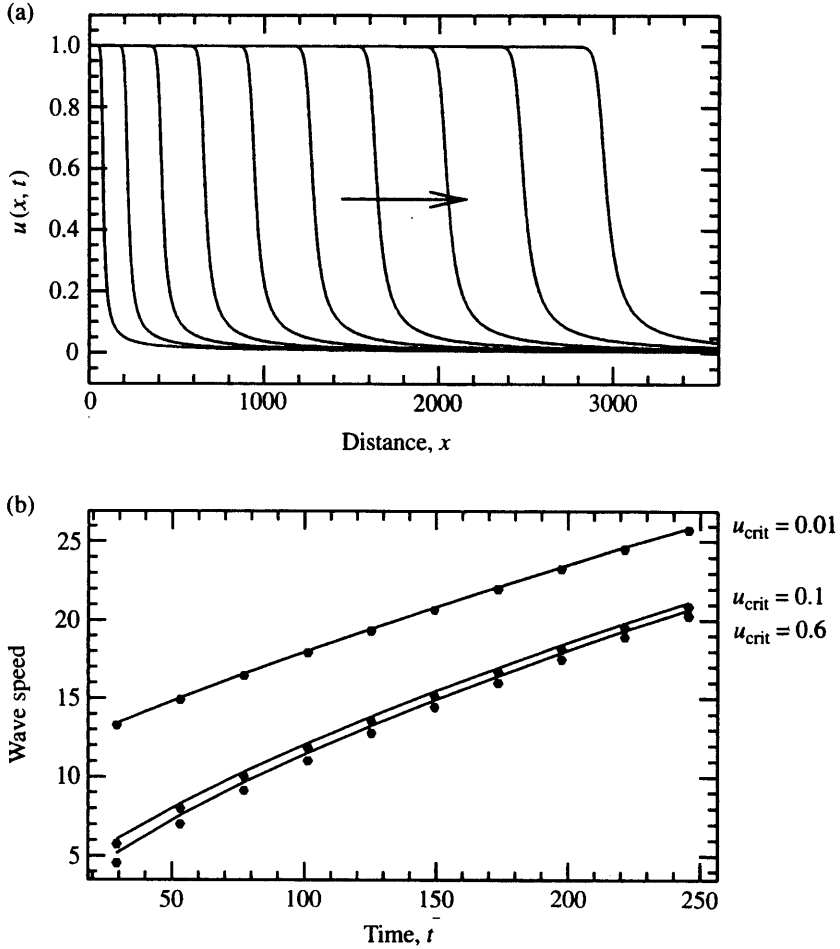 (a)
1.0
0.8
0.6
0.4
0.2
0
u(x, t)
0 1000 2000 3000
Distance, x
(b)
25
20
15
10
5
Wave speed
u_crit = 0.01
u_crit = 0.1
u_crit = 0.6
50 100 150 200 250
Time, t